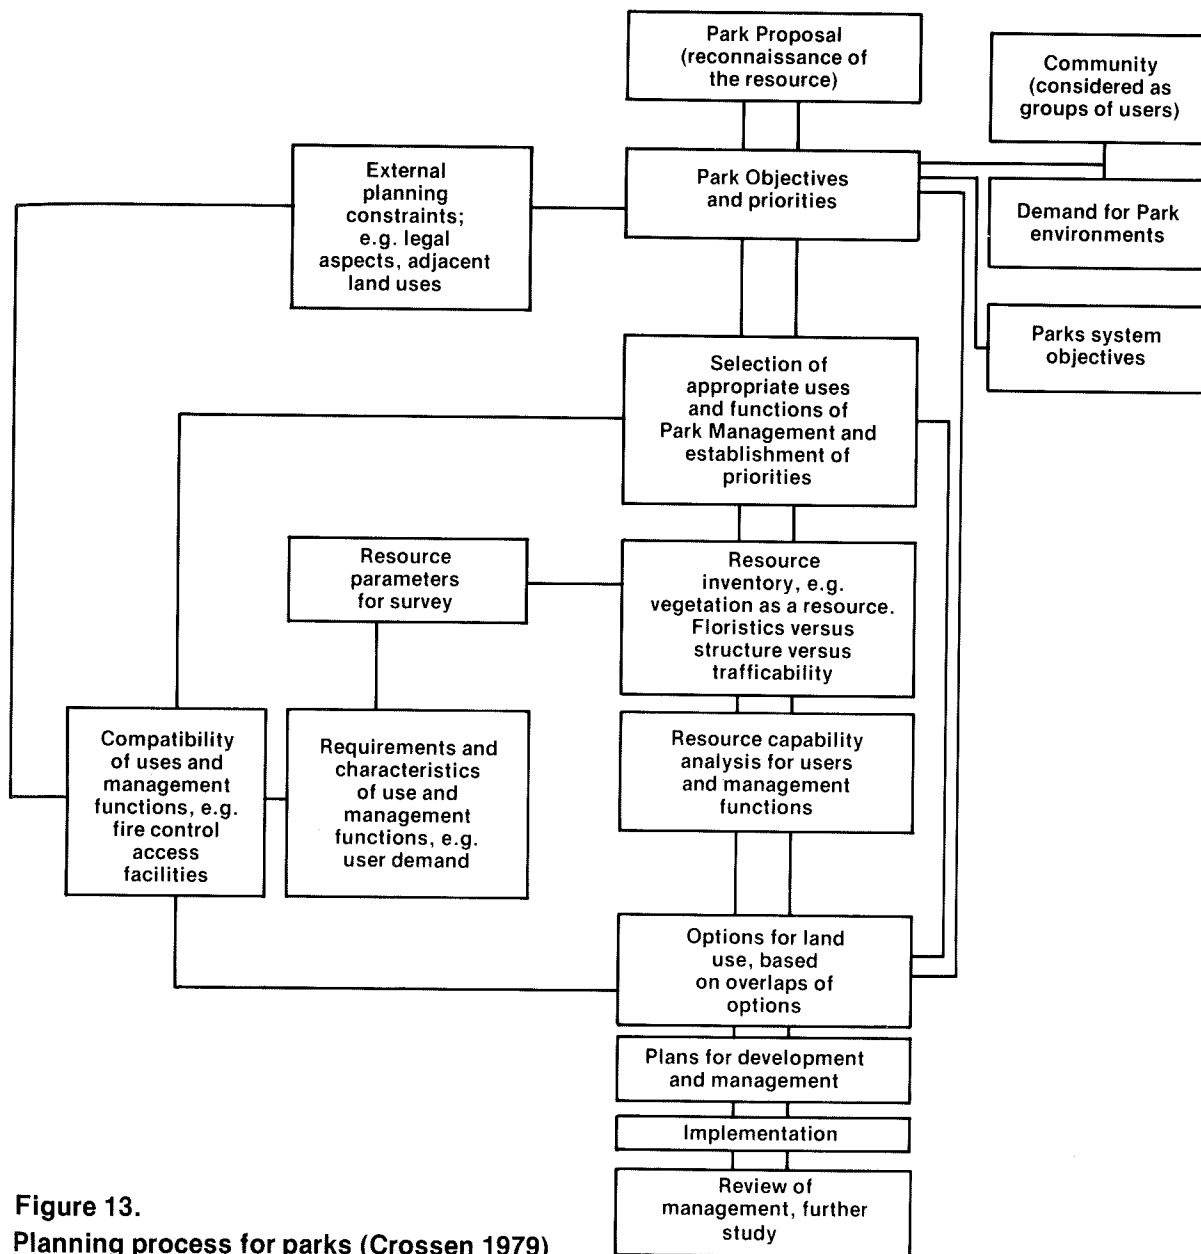 Park Proposal
(reconnaissance of
the resource)
Community
(considered as
groups of users)
External
planning
constraints;
e.g. legal
aspects, adjacent
land uses
Park Objectives
and priorities
Demand for Park
environments
Parks system
objectives
Selection of
appropriate uses
and functions of
Park Management and
establishment of
priorities
Resource
parameters
for survey
Resource
inventory, e.g.
vegetation as a resource.
Floristics versus
structure versus
trafficability
Compatibility
of uses and
management
functions, e.g.
fire control
access
facilities
Requirements and
characteristics
of use and
management
functions, e.g.
user demand
Resource capability
analysis for users
and management
functions
Options for land
use, based
on overlaps of
options
Plans for development
and management
Implementation
Review of
management, further
study
Figure 13.
Planning process for parks (Crossen 1979)